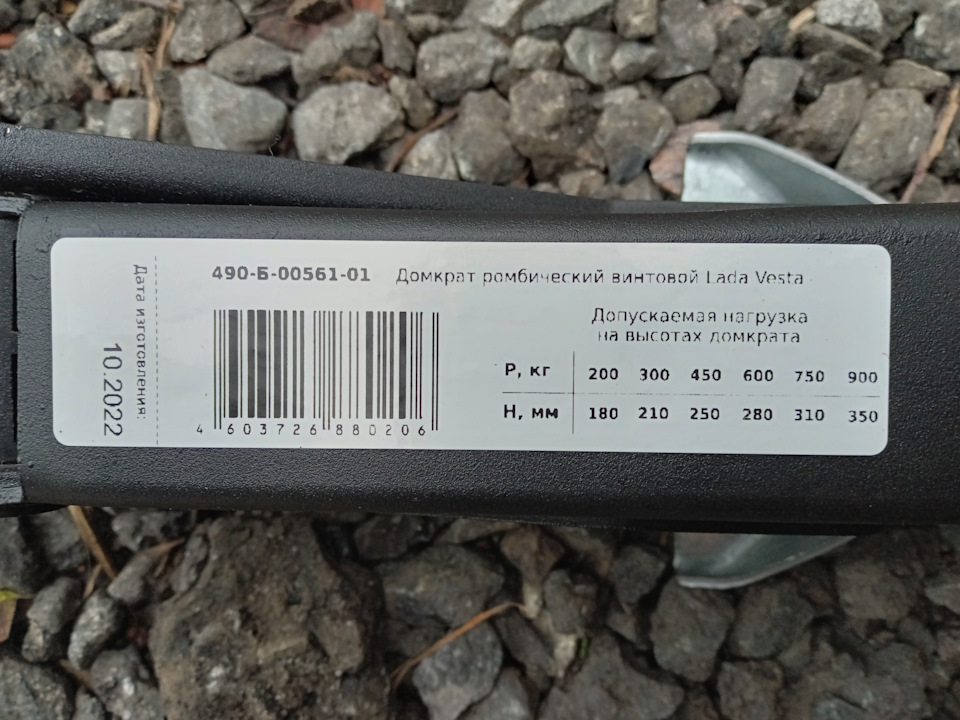 490-Б-00561-01 Домкрат ромбический винтовой Lada Vesta
Дата изготовления:
10.2022
4 603726 880206
Допускаемая нагрузка
на высотах домкрата
Р, кг 200 300 450 600 750 900
Н, мм 180 210 250 280 310 350